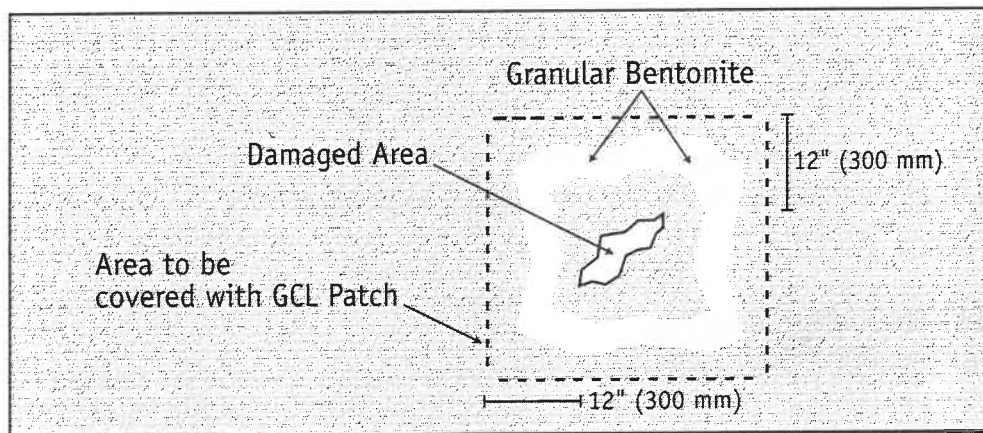 Granular Bentonite
Damaged Area
12" (300 mm)
Area to be
covered with GCL Patch
12" (300 mm)